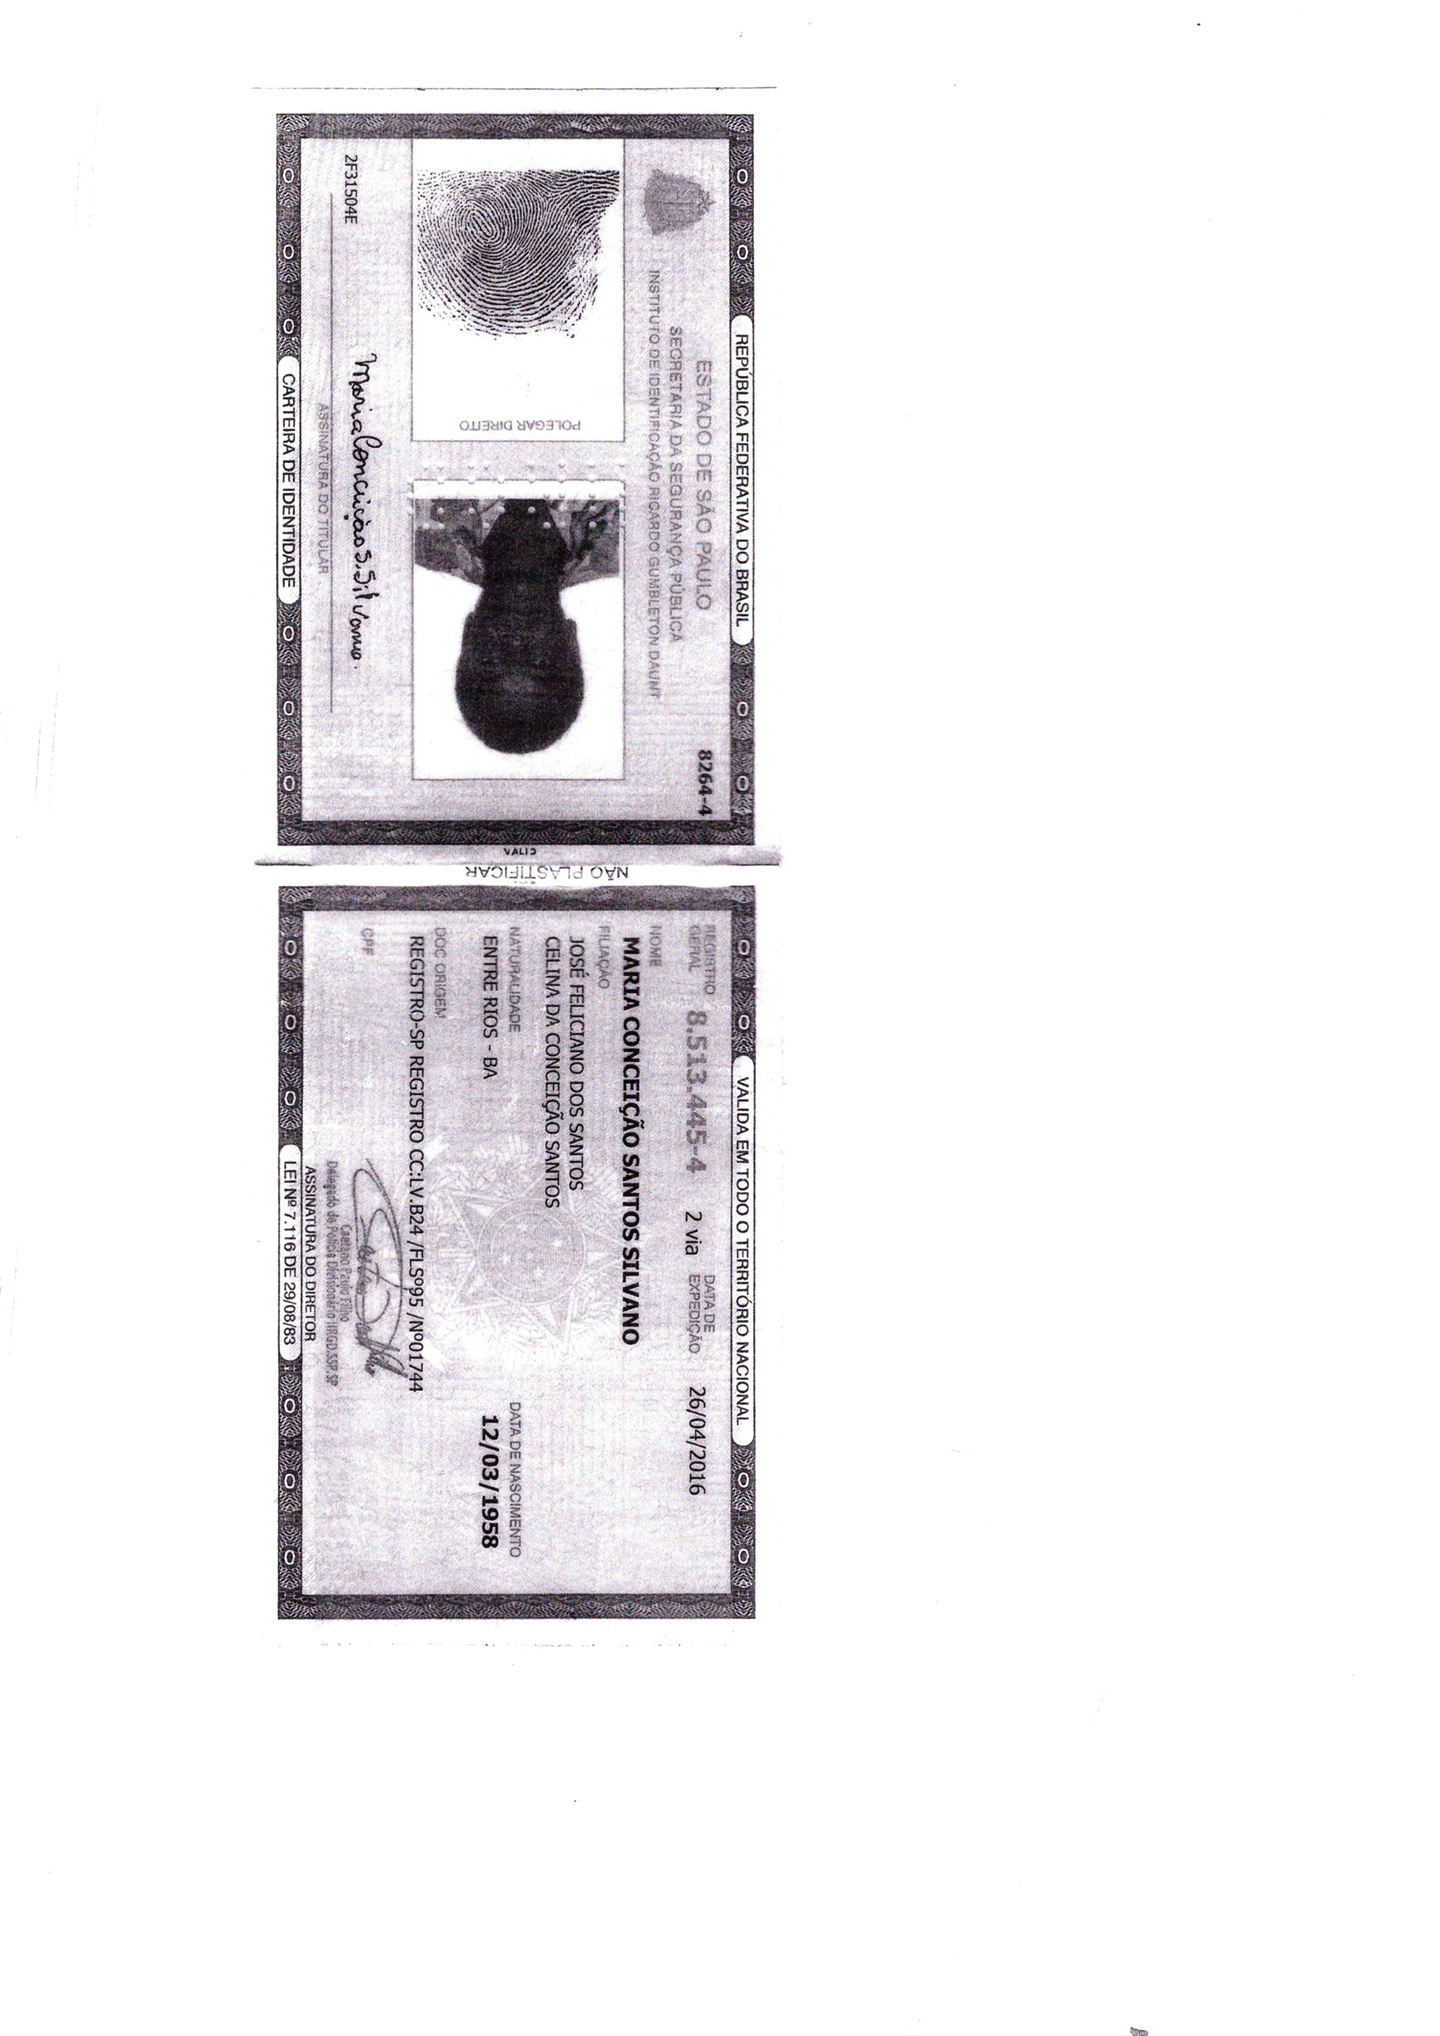 REPÚBLICA FEDERATIVA DO BRASIL
ESTADO DE SÃO PAULO
8264-4
SECRETARIA DA SEGURANÇA PÚBLICA
INSTITUTO DE IDENTIFICAÇÃO RICARDO GUMBLETON DAUNT
POLEGAR DIREITO
Maria Conceição S. Silvano.
2F31504E
ASSINATURA DO TITULAR
CARTEIRA DE IDENTIDADE
NÃO PLASTIFICAR
VALIDA EM TODO O TERRITÓRIO NACIONAL
REGISTRO GERAL 8.513.445-4 2 via DATA DE EXPEDIÇÃO 26/04/2016
NOME
MARIA CONCEIÇÃO SANTOS SILVANO
FILIAÇÃO
JOSÉ FELICIANO DOS SANTOS
CELINA DA CONCEIÇÃO SANTOS
NATURALIDADE DATA DE NASCIMENTO
ENTRE RIOS - BA 12/03/1958
DOC ORIGEM
REGISTRO-SP REGISTRO CC:LV.B24 /FLSº95 /Nº01744
CPF
Caetano Paulo Filho
Delegado de Polícia Divisionário IIRGD.SSP.SP
ASSINATURA DO DIRETOR
LEI Nº 7.116 DE 29/08/83